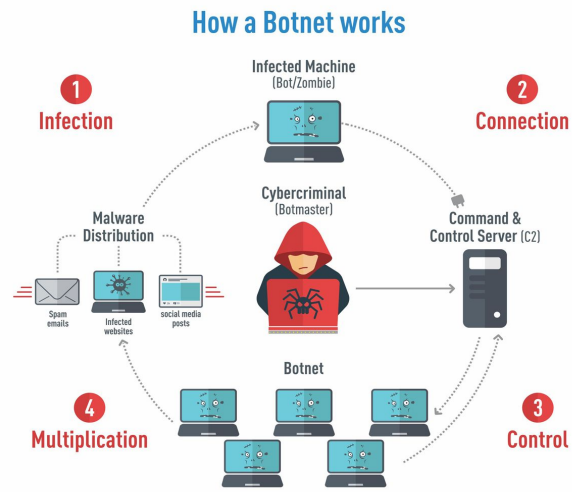 How a Botnet works
1
Infection
Infected Machine
(Bot/Zombie)
2
Connection
Malware
Distribution
Spam
emails
Infected
websites
social media
posts
Cybercriminal
(Botmaster)
Command &
Control Server (C2)
Botnet
4
Multiplication
3
Control